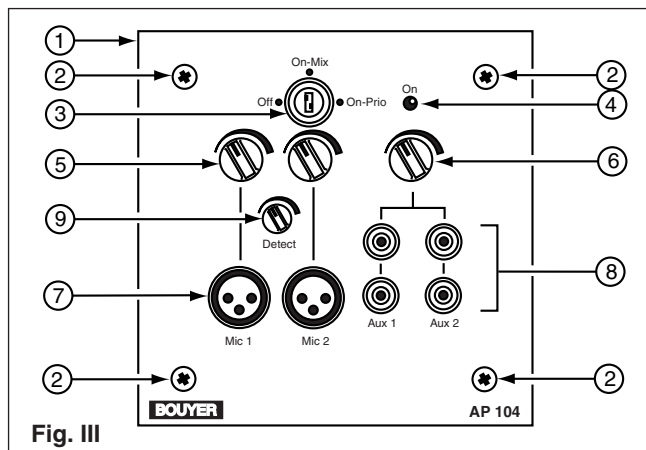 1
On-Mix
2
2
On
Off
On-Prio
3
4
5
6
9
Detect
8
7
Mic 1
Mic 2
Aux 1
Aux 2
2
2
BOUYER
AP 104
Fig. III